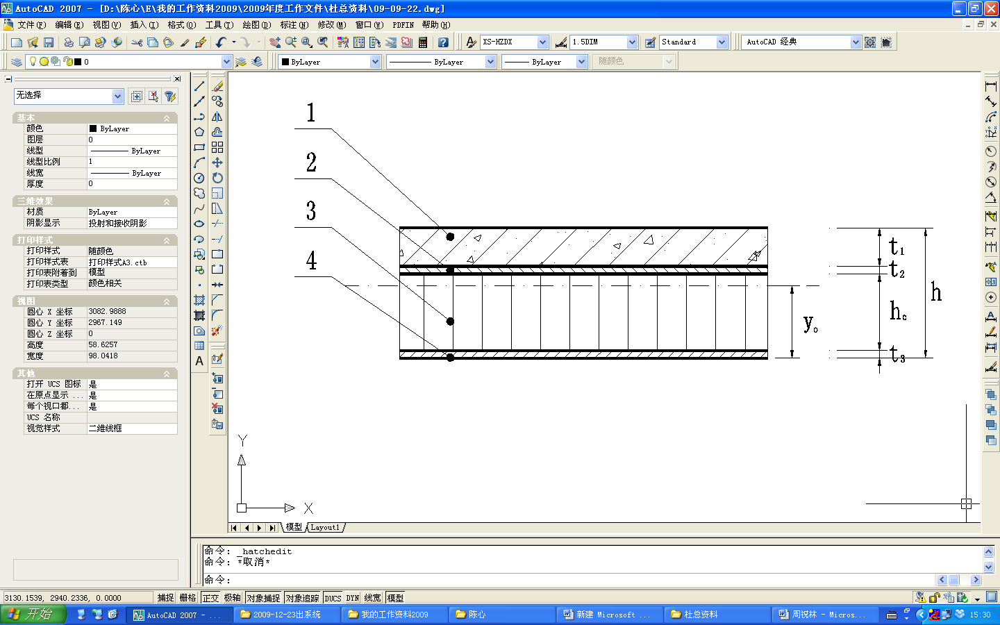 AutoCAD 2007 - [D:\陈心\E\我的工作资料2009\2009年度工作文件\杜总资料\09-09-22.dwg]
文件(F) 编辑(E) 视图(V) 插入(I) 格式(O) 工具(T) 绘图(D) 标注(N) 修改(M) 窗口(W) PDFIN 帮助(H)
XS-HZDX 1.5DIM Standard AutoCAD 经典
0 ByLayer ByLayer ByLayer 随颜色
无选择
基本
颜色 ByLayer
图层 0
线型 ByLayer
线型比例 1
线宽 ByLayer
厚度 0
三维效果
材质 ByLayer
阴影显示 投射和接收阴影
打印样式
打印样式 随颜色
打印样式表 打印样式A3.ctb
打印表附着到 模型
打印表类型 颜色相关
视图
圆心 X 坐标 3082.9888
圆心 Y 坐标 2967.149
圆心 Z 坐标 0
高度 58.6257
宽度 98.0418
其他
打开 UCS 图标 是
在原点显示 ... 是
每个视口都... 是
UCS 名称
视觉样式 二维线框
1
2
3
4
t1
t2
h
hc
yo
t3
Y
X
模型 Layout1
命令: _hatchedit
命令: *取消*
命令:
3130.1539, 2940.2336, 0.0000 捕捉 栅格 正交 极轴 对象捕捉 对象追踪 DUCS DYN 线宽 模型
开始 AutoCAD 2007 - ... 2009-12-23出系统 我的工作资料2009 陈心 新建 Microsoft ... 杜总资料 周祝林 - Micros... 15:30